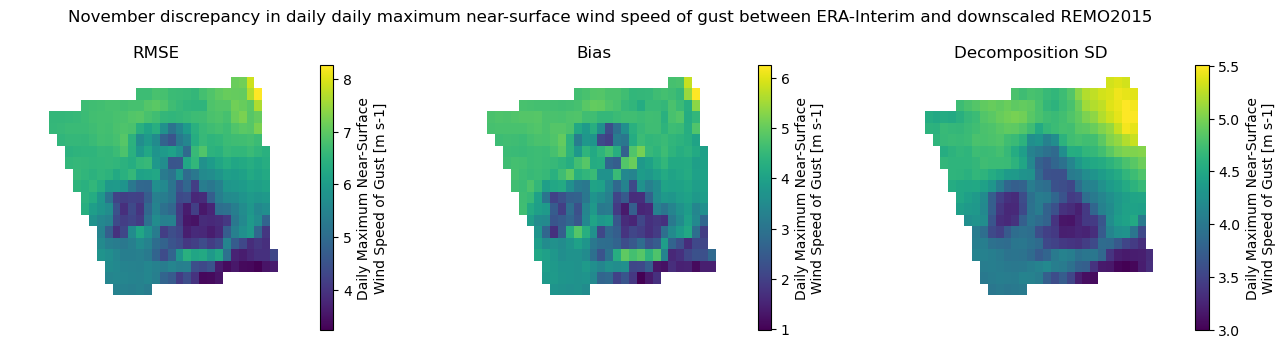 November discrepancy in daily daily maximum near-surface wind speed of gust between ERA-Interim and downscaled REMO2015
RMSE
8
7
6
5
4
Daily Maximum Near-Surface
Wind Speed of Gust [m s-1]
Bias
6
5
4
3
2
1
Daily Maximum Near-Surface
Wind Speed of Gust [m s-1]
Decomposition SD
5.5
5.0
4.5
4.0
3.5
3.0
Daily Maximum Near-Surface
Wind Speed of Gust [m s-1]